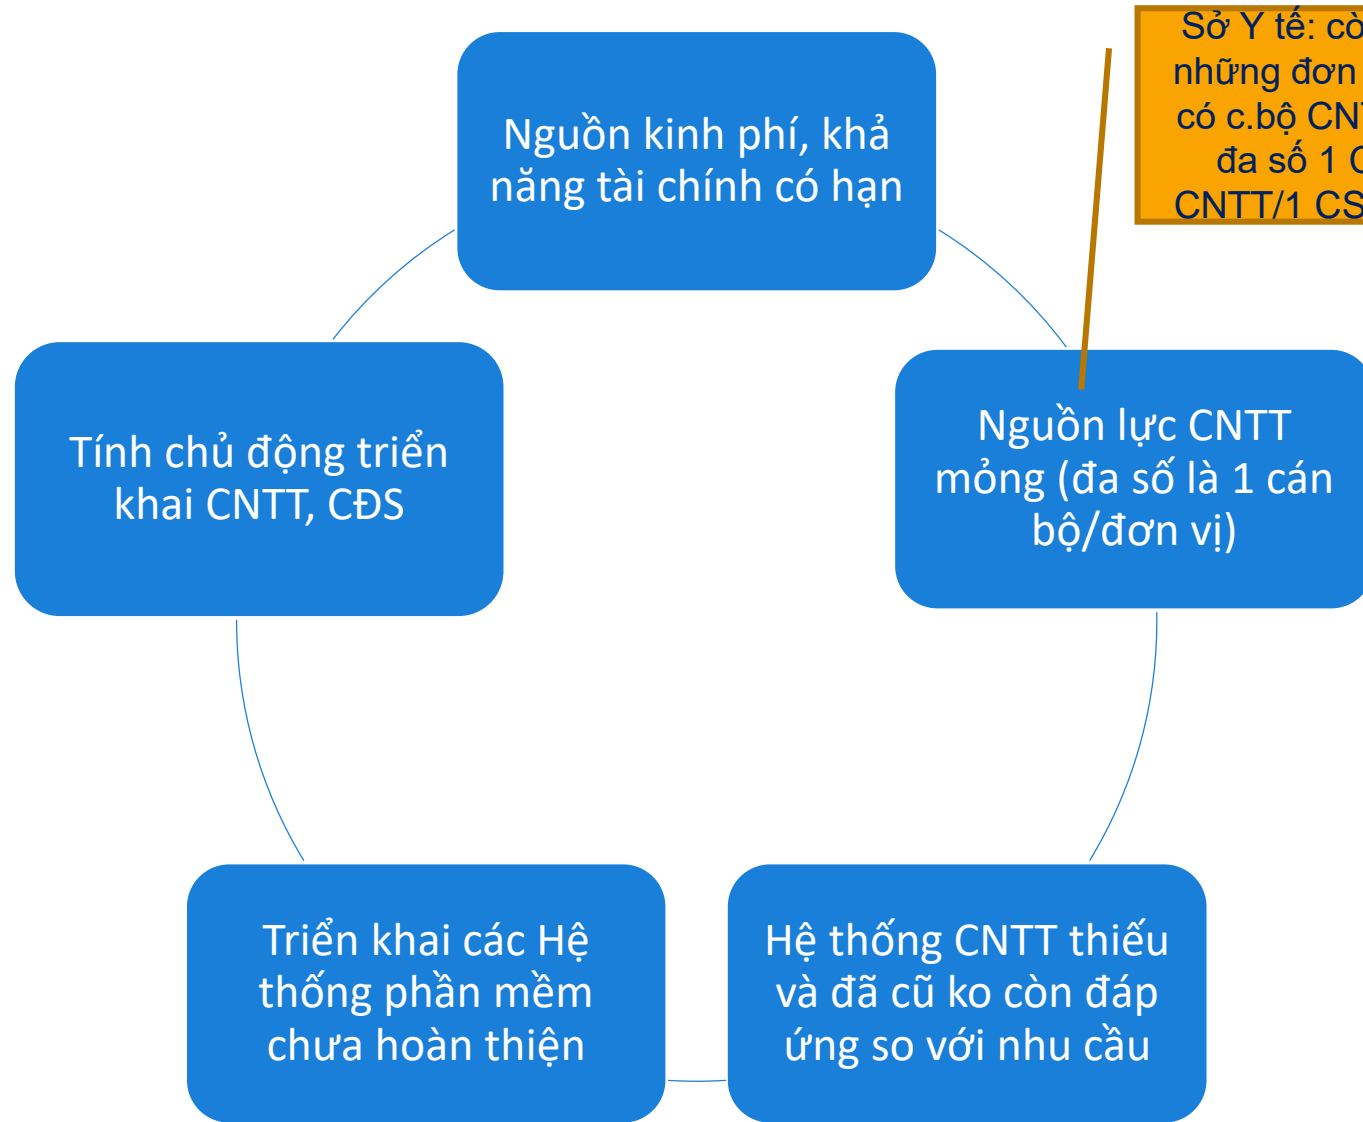 Sở Y tế: cò
những đơn
có c.bộ CN
đa số 1 C
CNTT/1 CS
Nguồn kinh phí, khả
năng tài chính có hạn
Tính chủ động triển
khai CNTT, CĐS
Nguồn lực CNTT
mỏng (đa số là 1 cán
bộ/đơn vị)
Triển khai các Hệ
thống phần mềm
chưa hoàn thiện
Hệ thống CNTT thiếu
và đã cũ ko còn đáp
ứng so với nhu cầu